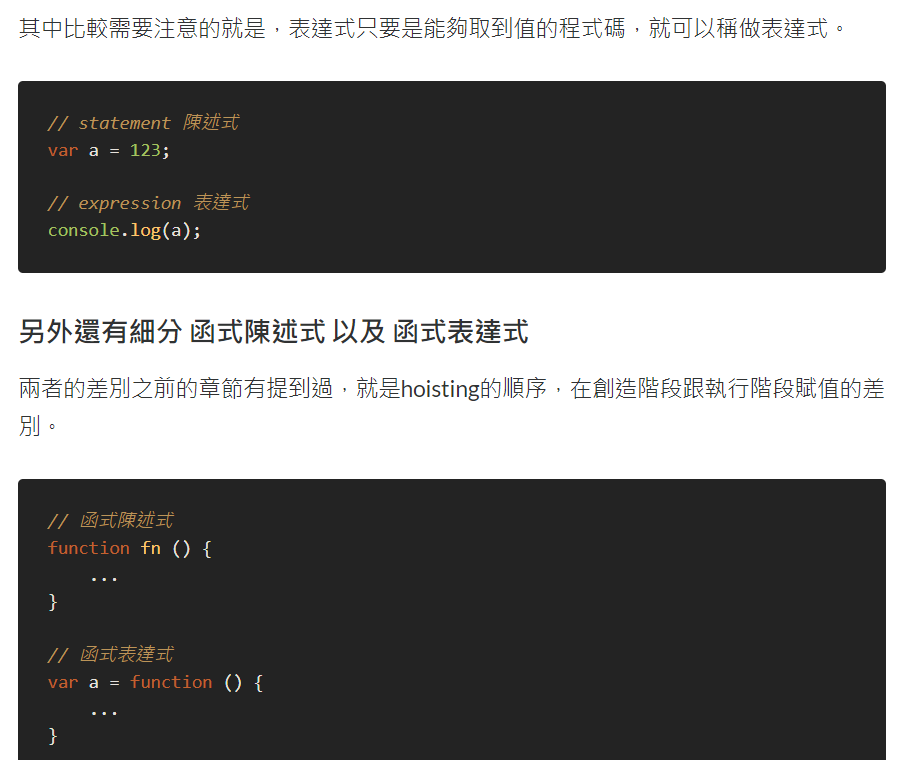 其中比較需要注意的就是，表達式只要是能夠取到值的程式碼，就可以稱做表達式。
// statement 陳述式
var a = 123;
// expression 表達式
console.log(a);
另外還有細分 函式陳述式 以及 函式表達式
兩者的差別之前的章節有提到過，就是hoisting的順序，在創造階段跟執行階段賦值的差
別。
// 函式陳述式
function fn () {
    ...
}
// 函式表達式
var a = function () {
    ...
}